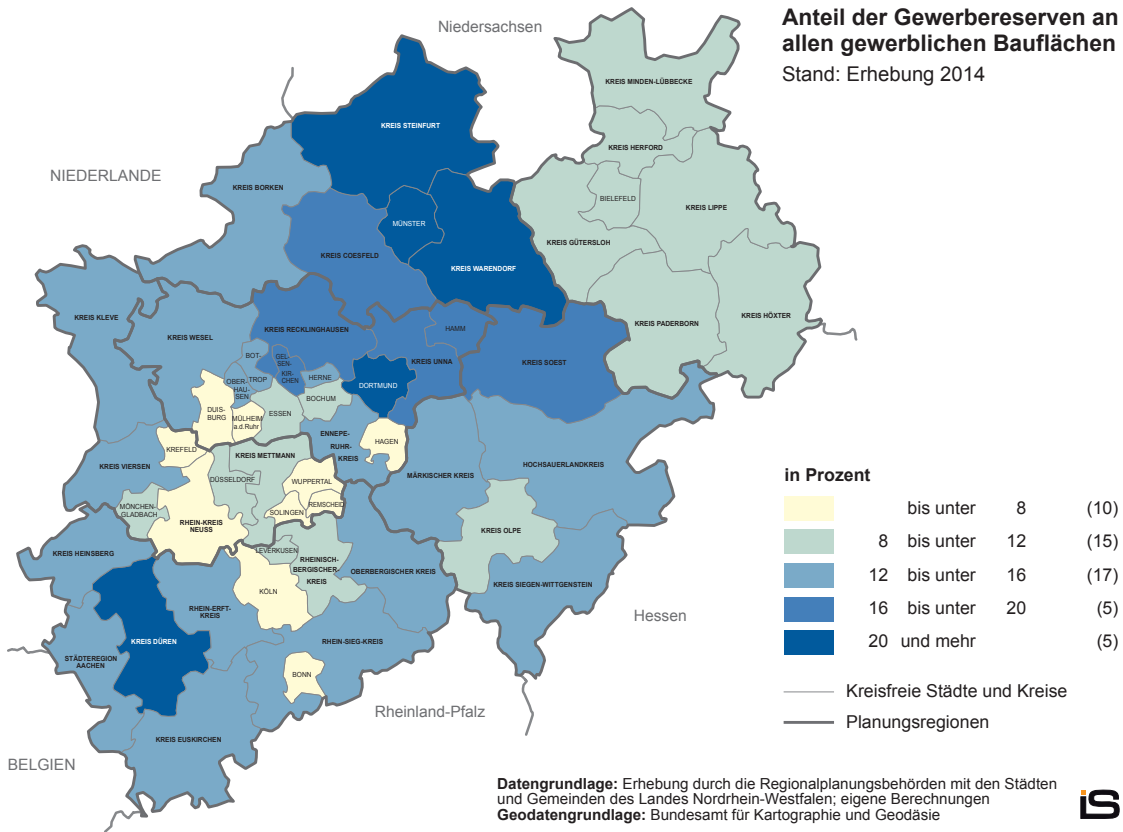 Anteil der Gewerbereserven an
allen gewerblichen Bauflächen
Stand: Erhebung 2014
Niedersachsen
NIEDERLANDE
KREIS MINDEN-LÜBBECKE
KREIS STEINFURT
KREIS HERFORD
KREIS BORKEN
BIELEFELD
KREIS LIPPE
MÜNSTER
KREIS GÜTERSLOH
KREIS COESFELD
KREIS WARENDORF
KREIS PADERBORN
KREIS HÖXTER
KREIS KLEVE
KREIS WESEL
KREIS RECKLINGHAUSEN
HAMM
KREIS UNNA
KREIS SOEST
BOT-
TROP
GEL-
SEN-
KIR-
CHEN
HERNE
OBER-
HAU-
SEN
DORTMUND
BOCHUM
ESSEN
DUIS-
BURG
MÜLHEIM
a.d.Ruhr
ENNEPE-
RUHR-
KREIS
HAGEN
KREFELD
KREIS METTMANN
KREIS VIERSEN
DÜSSELDORF
WUPPERTAL
MÄRKISCHER KREIS
HOCHSAUERLANDKREIS
MÖNCHEN-
GLADBACH
REMSCHEID
SOLINGEN
RHEIN-KREIS
NEUSS
KREIS OLPE
KREIS HEINSBERG
LEVERKUSEN
RHEINISCH-
BERGISCHER-
KREIS
OBERBERGISCHER KREIS
KREIS SIEGEN-WITTGENSTEIN
KÖLN
RHEIN-ERFT-
KREIS
KREIS DÜREN
RHEIN-SIEG-KREIS
STÄDTEREGION
AACHEN
BONN
KREIS EUSKIRCHEN
Hessen
Rheinland-Pfalz
BELGIEN
in Prozent
bis unter 8 (10)
8 bis unter 12 (15)
12 bis unter 16 (17)
16 bis unter 20 (5)
20 und mehr (5)
Kreisfreie Städte und Kreise
Planungsregionen
Datengrundlage: Erhebung durch die Regionalplanungsbehörden mit den Städten
und Gemeinden des Landes Nordrhein-Westfalen; eigene Berechnungen
Geodatengrundlage: Bundesamt für Kartographie und Geodäsie
iS